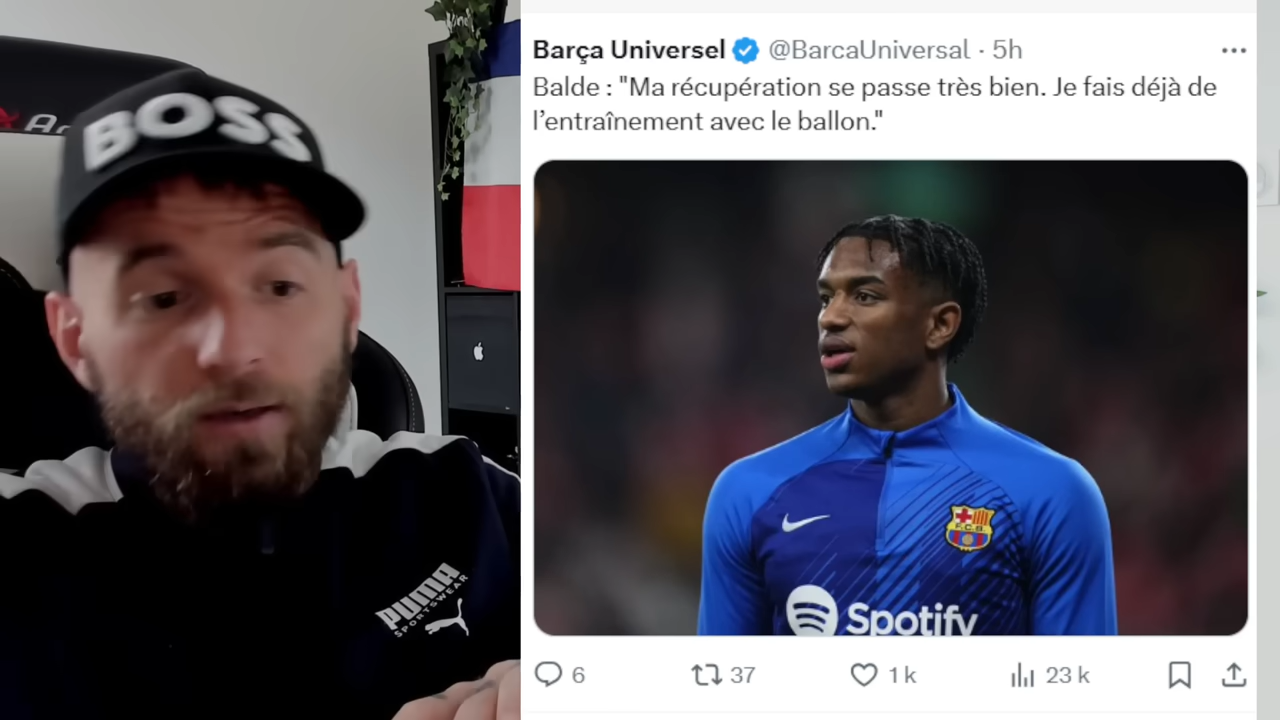 BOSS
PUMA
SPORTSWEAR
Barça Universel @BarcaUniversal · 5h
Balde : "Ma récupération se passe très bien. Je fais déjà de
l’entraînement avec le ballon."
F C B
Spotify
6 37 1 k 23 k